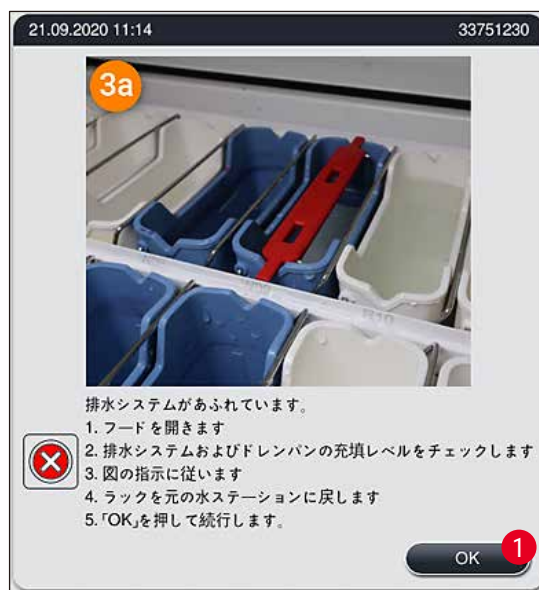 21.09.2020 11:14 33751230
3a
排水システムがあふれています。
1. フードを開きます
2. 排水システムおよびドレンパンの充填レベルをチェックします
3. 図の指示に従います
4. ラックを元の水ステーションに戻します
5.「OK」を押して続行します。
OK 1